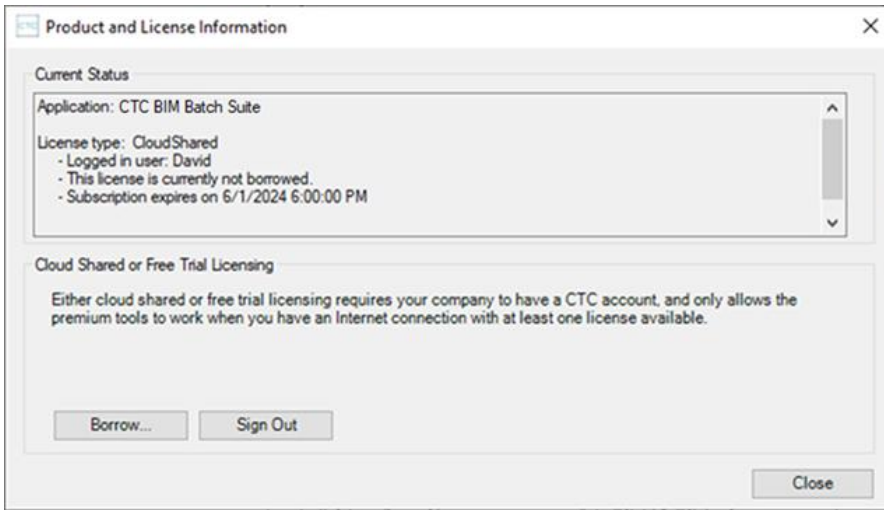 CTC Product and License Information
Current Status
Application: CTC BIM Batch Suite
License type: CloudShared
- Logged in user: David
- This license is currently not borrowed.
- Subscription expires on 6/1/2024 6:00:00 PM
Cloud Shared or Free Trial Licensing
Either cloud shared or free trial licensing requires your company to have a CTC account, and only allows the
premium tools to work when you have an Internet connection with at least one license available.
Borrow... Sign Out
Close